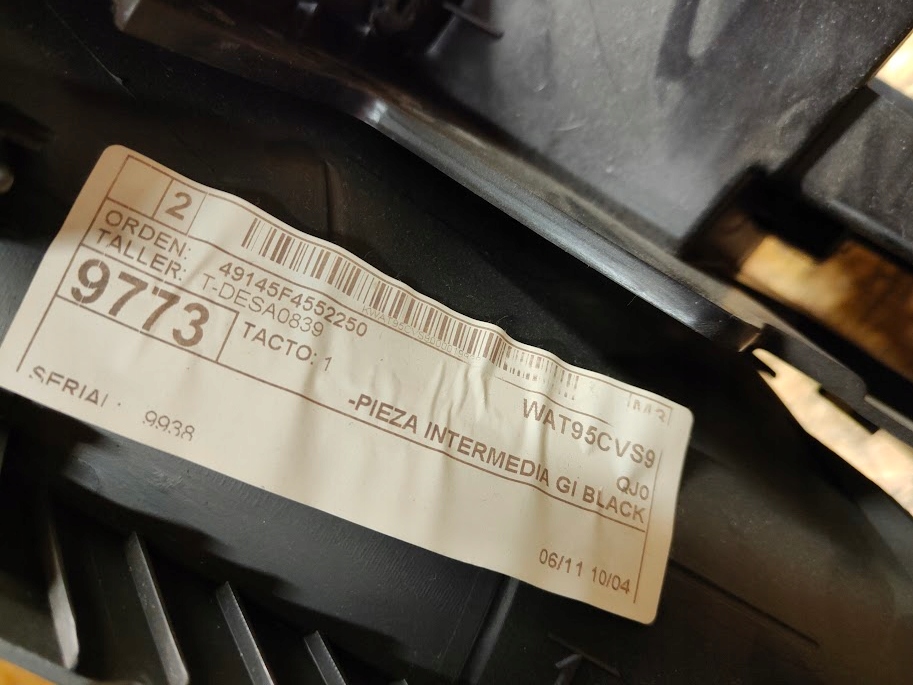 2
ORDEN: 49145F4552250
TALLER: T-DESA0839
9773
TACTO: 1
WAT95CVS9
QJ0
-PIEZA INTERMEDIA GI BLACK
SERIAL: 9938
06/11 10/04